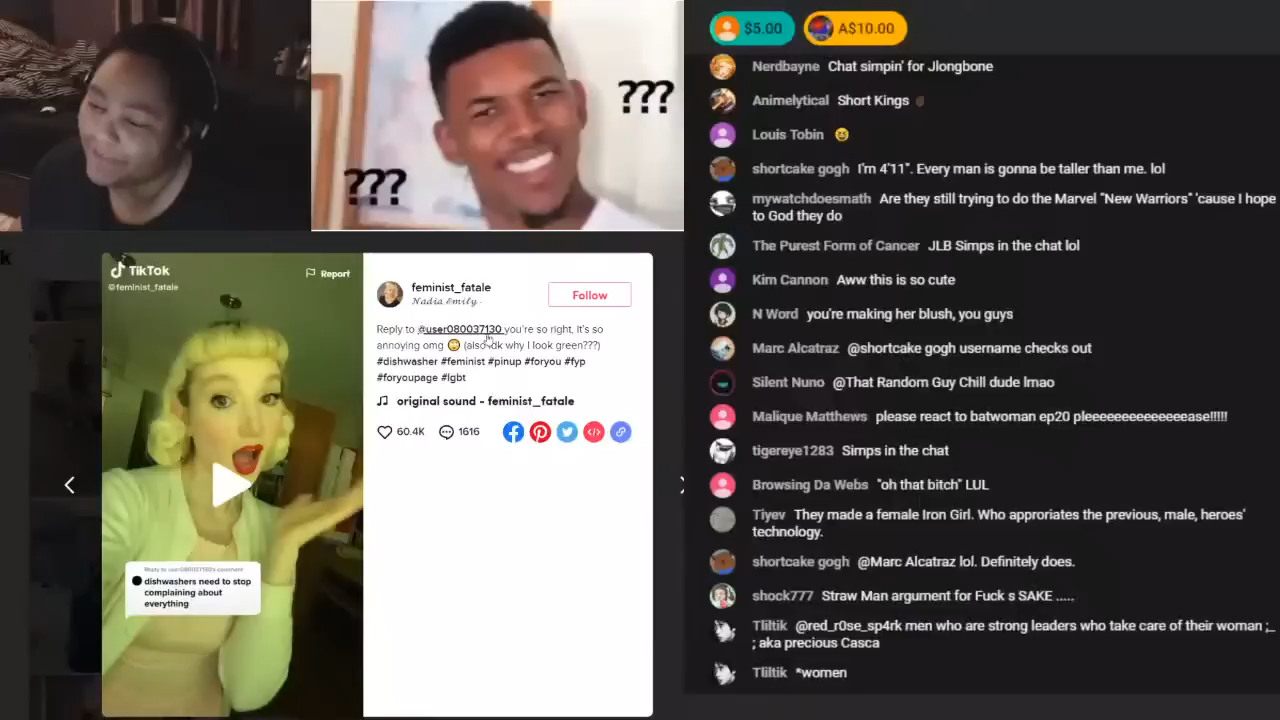 ???
???
k
TikTok
@feminist_fatale
Report
feminist_fatale
Nadia Emily
Follow
Reply to @user080037130 you're so right, it's so
annoying omg 🙄 (also idk why I look green???)
#dishwasher #feminist #pinup #foryou #fyp
#foryoupage #lgbt
original sound - feminist_fatale
60.4K
1616
dishwashers need to stop
complaining about
everything
$5.00
A$10.00
Nerdbayne Chat simpin' for Jlongbone
Animelytical Short Kings
Louis Tobin 😆
shortcake gogh I'm 4'11". Every man is gonna be taller than me. lol
mywatchdoesmath Are they still trying to do the Marvel "New Warriors" 'cause I hope
to God they do
The Purest Form of Cancer JLB Simps in the chat lol
Kim Cannon Aww this is so cute
N Word you're making her blush, you guys
Marc Alcatraz @shortcake gogh username checks out
Silent Nuno @That Random Guy Chill dude lmao
Malique Matthews please react to batwoman ep20 pleeeeeeeeeeeeeease!!!!!
tigereye1283 Simps in the chat
Browsing Da Webs "oh that bitch" LUL
Tiyev They made a female Iron Girl. Who approriates the previous, male, heroes'
technology.
shortcake gogh @Marc Alcatraz lol. Definitely does.
shock777 Straw Man argument for Fuck s SAKE .....
Tliltik @red_r0se_sp4rk men who are strong leaders who take care of their woman ;_
; aka precious Casca
Tliltik *women